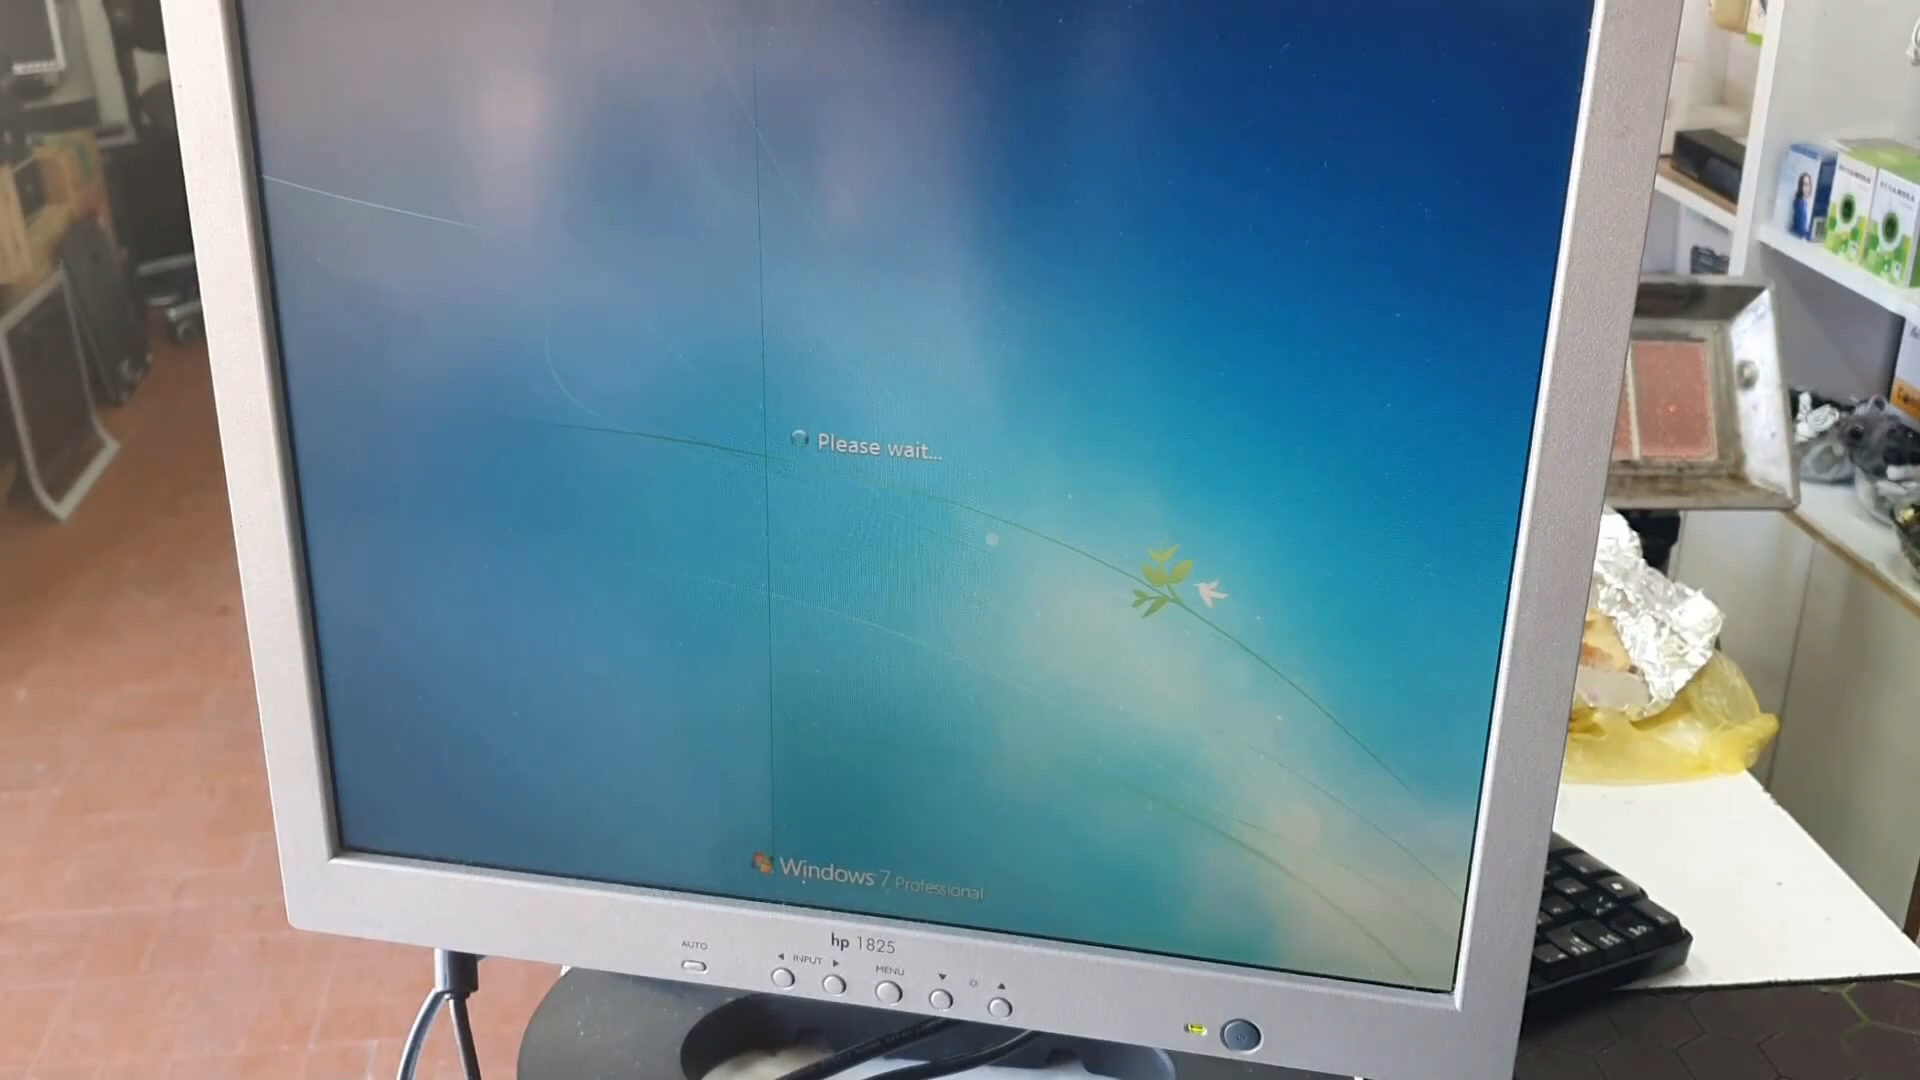 Please wait...
Windows 7 Professional
hp 1825
AUTO
INPUT
MENU